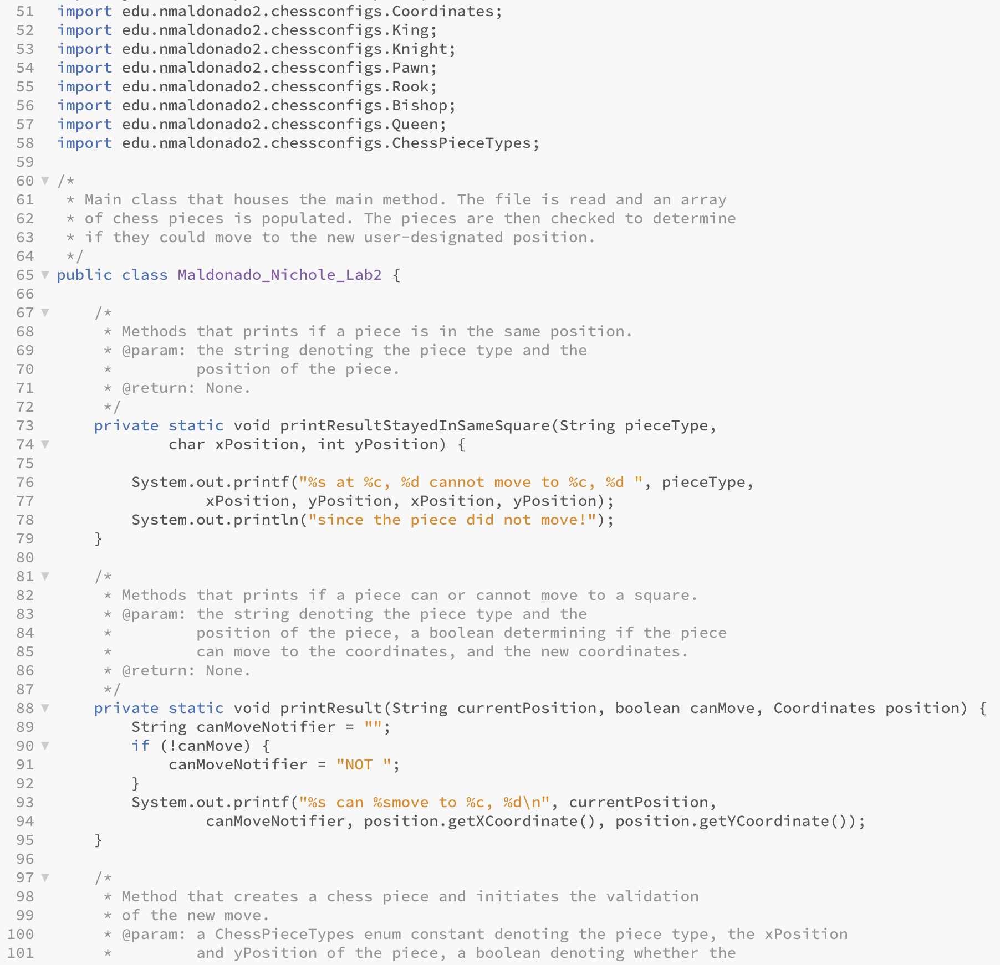 51 import edu.nmaldonado2.chessconfigs.Coordinates;
52 import edu.nmaldonado2.chessconfigs.King;
53 import edu.nmaldonado2.chessconfigs.Knight;
54 import edu.nmaldonado2.chessconfigs.Pawn;
55 import edu.nmaldonado2.chessconfigs.Rook;
56 import edu.nmaldonado2.chessconfigs.Bishop;
57 import edu.nmaldonado2.chessconfigs.Queen;
58 import edu.nmaldonado2.chessconfigs.ChessPieceTypes;
59
60 /*
61  * Main class that houses the main method. The file is read and an array
62  * of chess pieces is populated. The pieces are then checked to determine
63  * if they could move to the new user-designated position.
64  */
65 public class Maldonado_Nichole_Lab2 {
66
67     /*
68      * Methods that prints if a piece is in the same position.
69      * @param: the string denoting the piece type and the
70      *         position of the piece.
71      * @return: None.
72      */
73     private static void printResultStayedInSameSquare(String pieceType,
74             char xPosition, int yPosition) {
75
76         System.out.printf("%s at %c, %d cannot move to %c, %d ", pieceType,
77                 xPosition, yPosition, xPosition, yPosition);
78         System.out.println("since the piece did not move!");
79     }
80
81     /*
82      * Methods that prints if a piece can or cannot move to a square.
83      * @param: the string denoting the piece type and the
84      *         position of the piece, a boolean determining if the piece
85      *         can move to the coordinates, and the new coordinates.
86      * @return: None.
87      */
88     private static void printResult(String currentPosition, boolean canMove, Coordinates position) {
89         String canMoveNotifier = "";
90         if (!canMove) {
91             canMoveNotifier = "NOT ";
92         }
93         System.out.printf("%s can %smove to %c, %d\n", currentPosition,
94                 canMoveNotifier, position.getXCoordinate(), position.getYCoordinate());
95     }
96
97     /*
98      * Method that creates a chess piece and initiates the validation
99      * of the new move.
100      * @param: a ChessPieceTypes enum constant denoting the piece type, the xPosition
101      *         and yPosition of the piece, a boolean denoting whether the